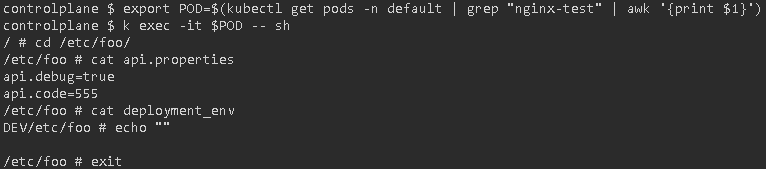 controlplane $ export POD=$(kubectl get pods -n default | grep "nginx-test" | awk '{print $1}')
controlplane $ k exec -it $POD -- sh
/ # cd /etc/foo/
/etc/foo # cat api.properties
api.debug=true
api.code=555
/etc/foo # cat deployment_env
DEV/etc/foo # echo ""
/etc/foo # exit